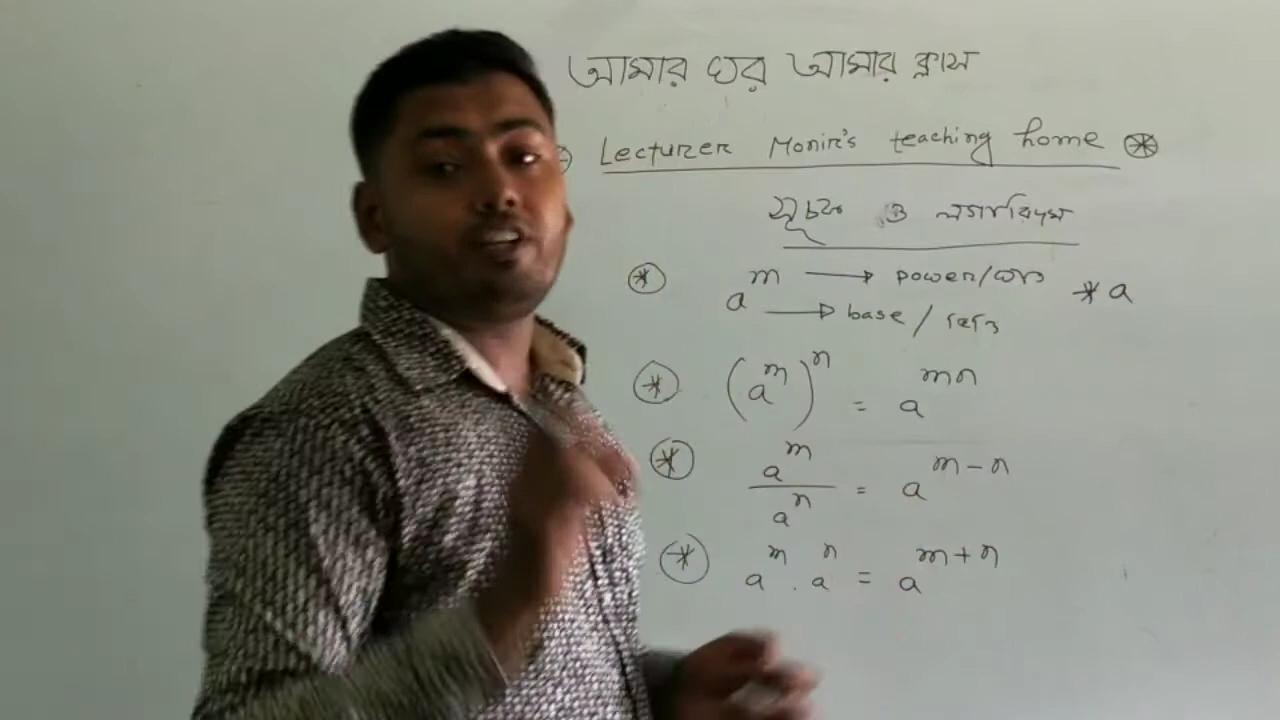 আমার ঘর আমার ক্লাস
Lecturer Monir's teaching home
সূচক ও লগারিদম
a^m → power/ঘাত * a
→ base /
(a^m)^n = a^mn
a^m / a^n = a^m-n
a^m . a^n = a^m+n